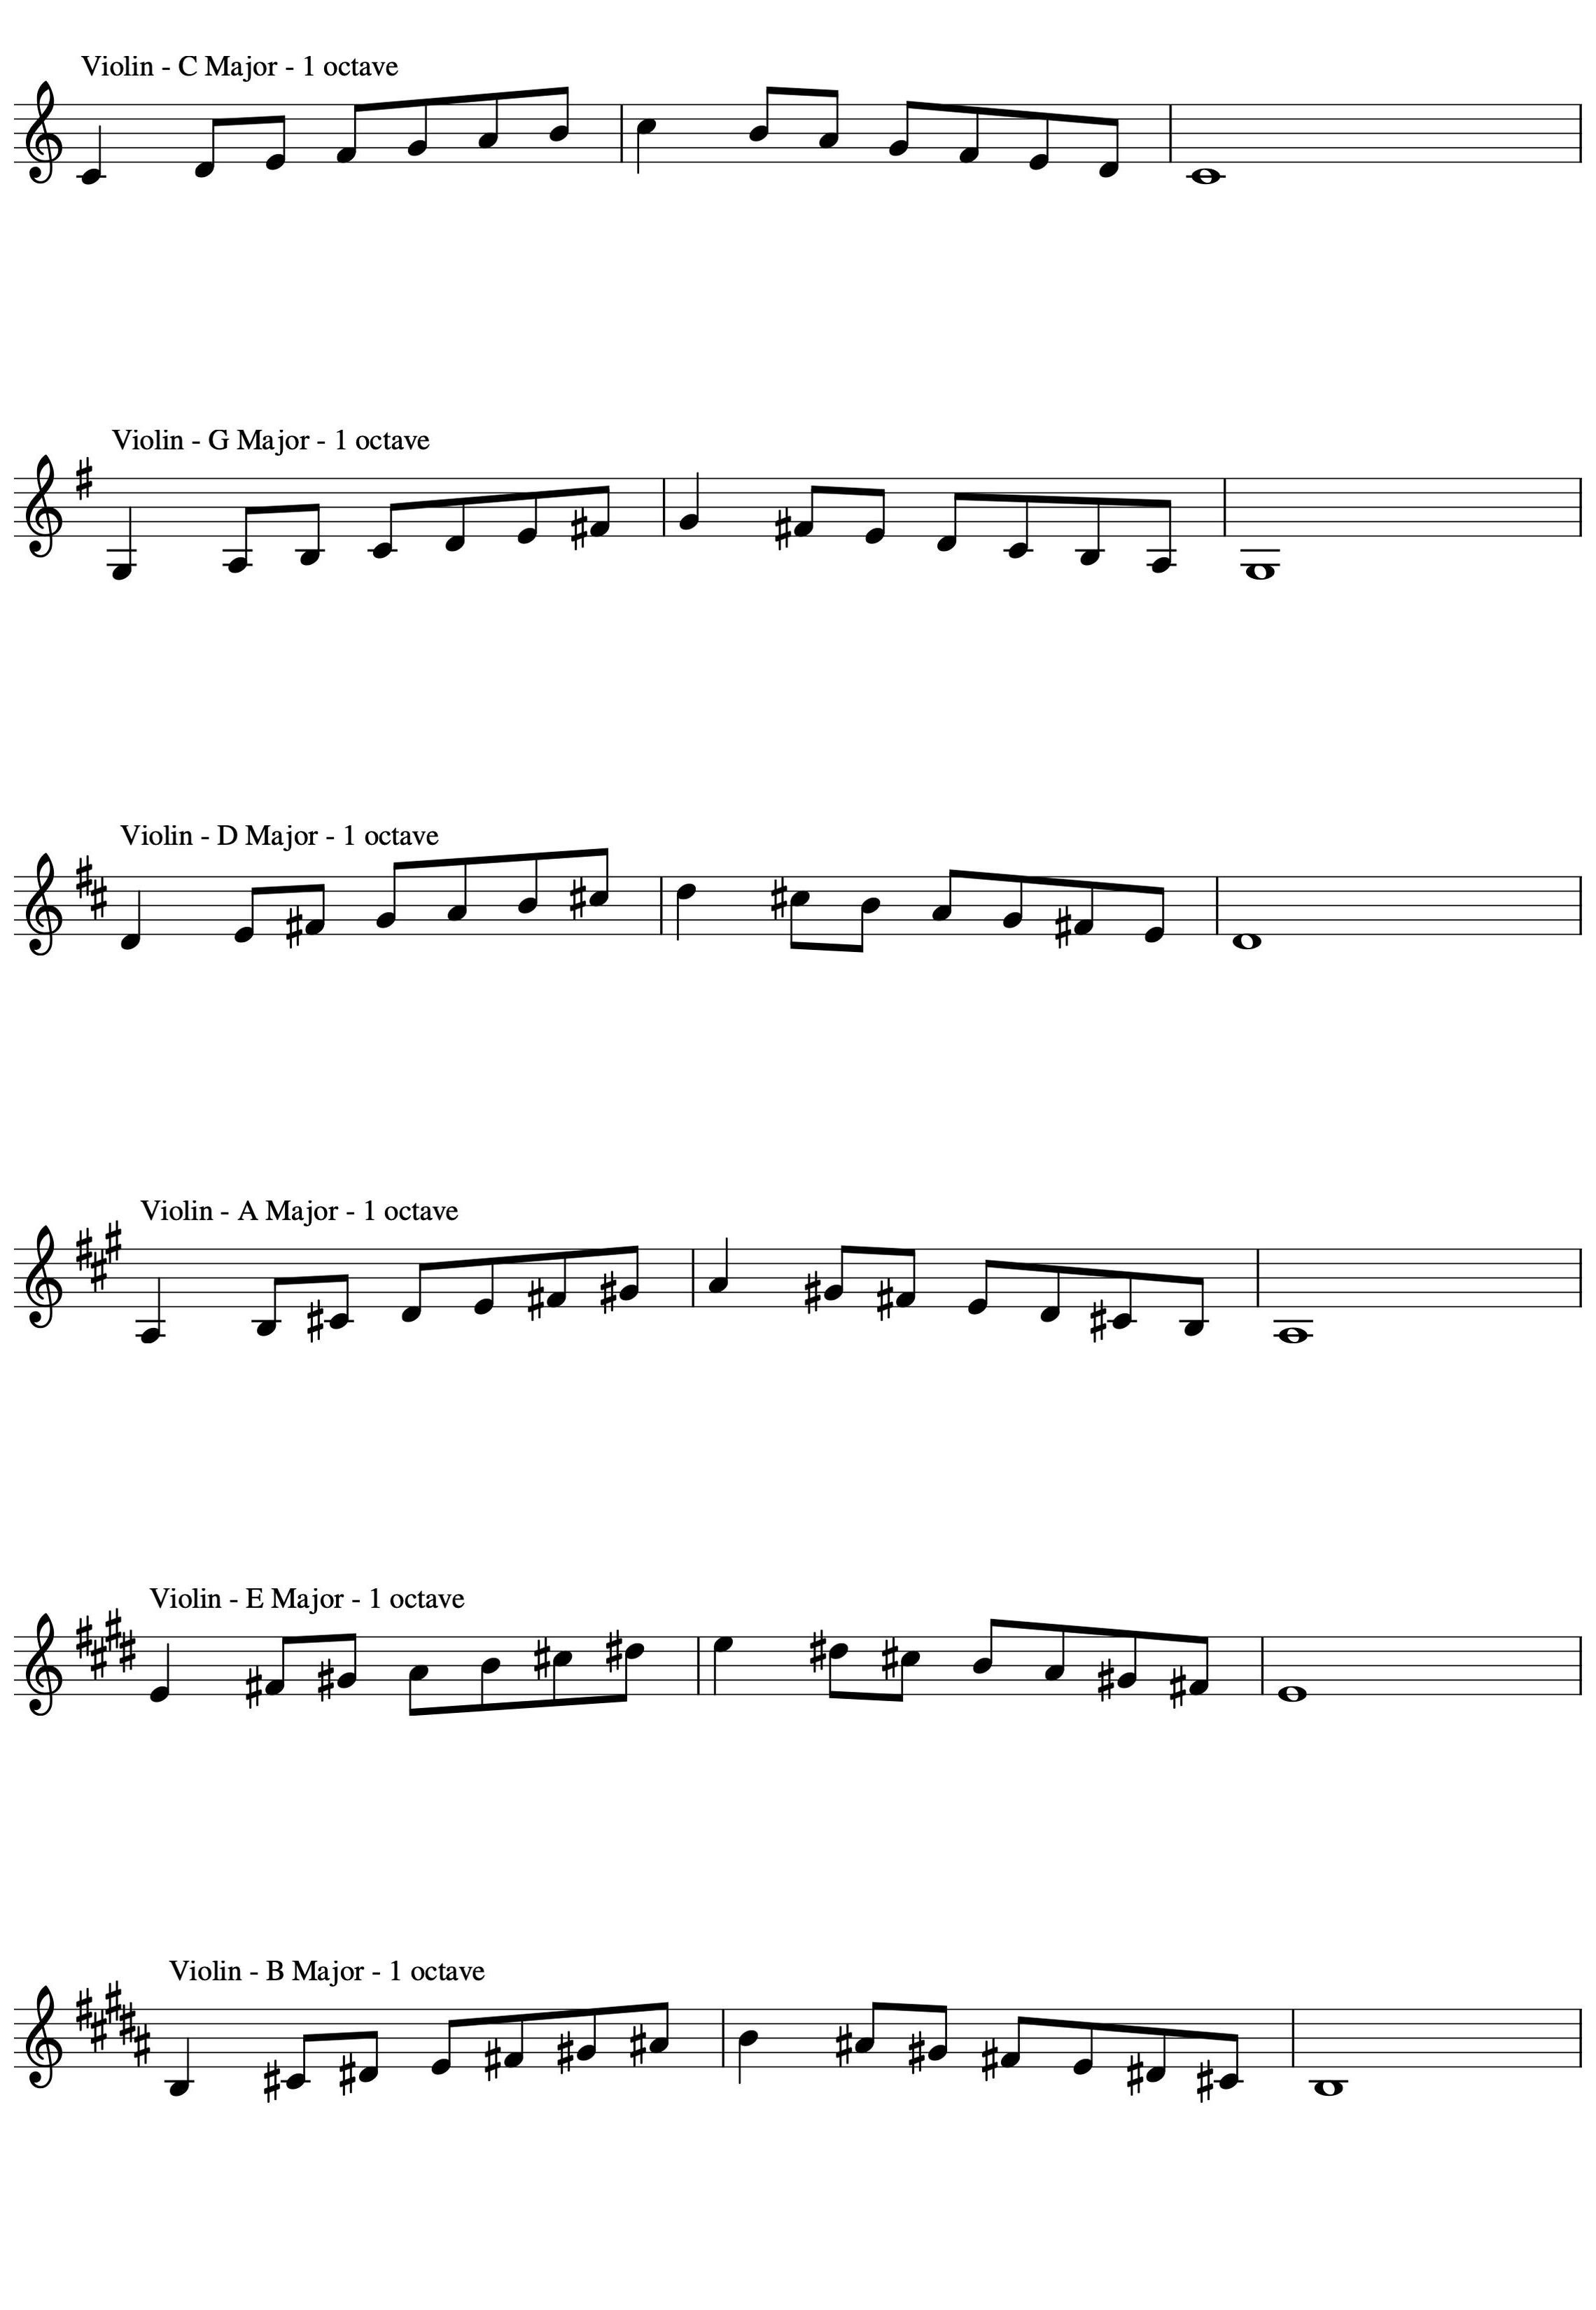 Violin - C Major - 1 octave
Violin - G Major - 1 octave
Violin - D Major - 1 octave
Violin - A Major - 1 octave
Violin - E Major - 1 octave
Violin - B Major - 1 octave